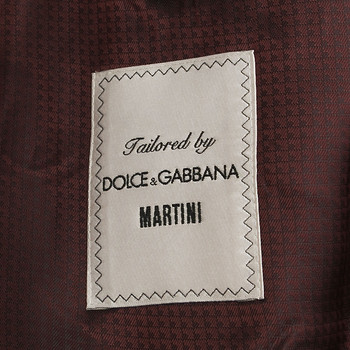 Tailored by
DOLCE & GABBANA
MARTINI